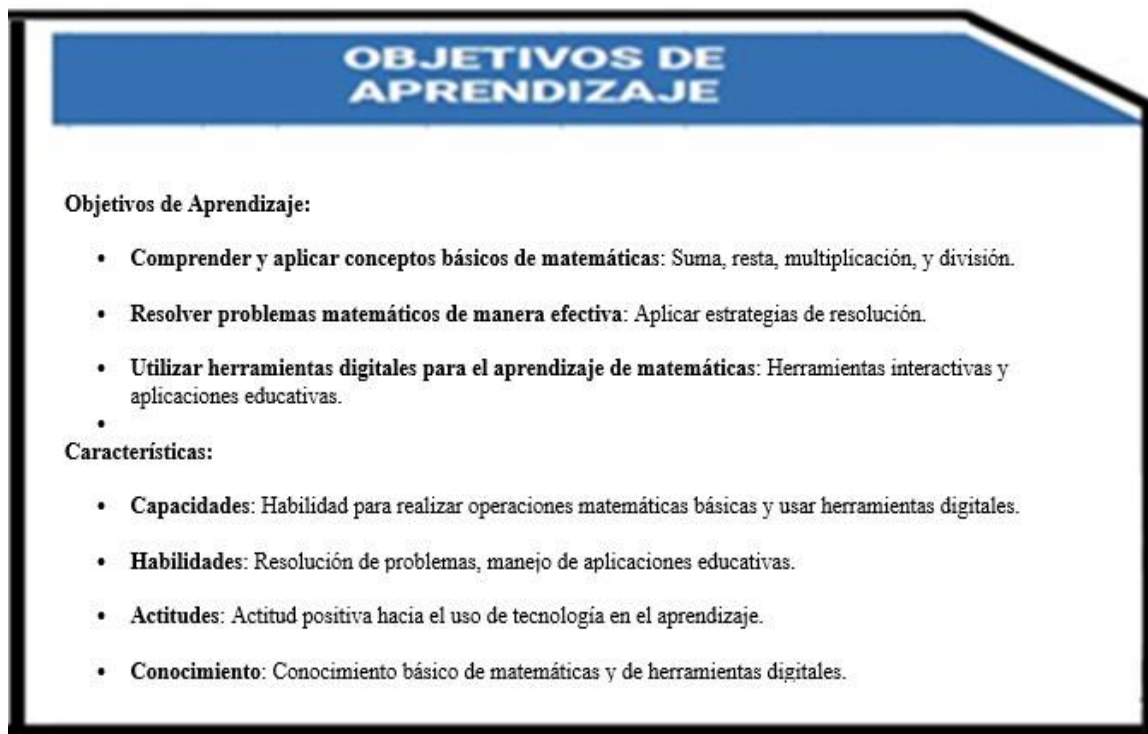 OBJETIVOS DE
APRENDIZAJE
Objetivos de Aprendizaje:
• Comprender y aplicar conceptos básicos de matemáticas: Suma, resta, multiplicación, y división.
• Resolver problemas matemáticos de manera efectiva: Aplicar estrategias de resolución.
• Utilizar herramientas digitales para el aprendizaje de matemáticas: Herramientas interactivas y
aplicaciones educativas.
•
Características:
• Capacidades: Habilidad para realizar operaciones matemáticas básicas y usar herramientas digitales.
• Habilidades: Resolución de problemas, manejo de aplicaciones educativas.
• Actitudes: Actitud positiva hacia el uso de tecnología en el aprendizaje.
• Conocimiento: Conocimiento básico de matemáticas y de herramientas digitales.